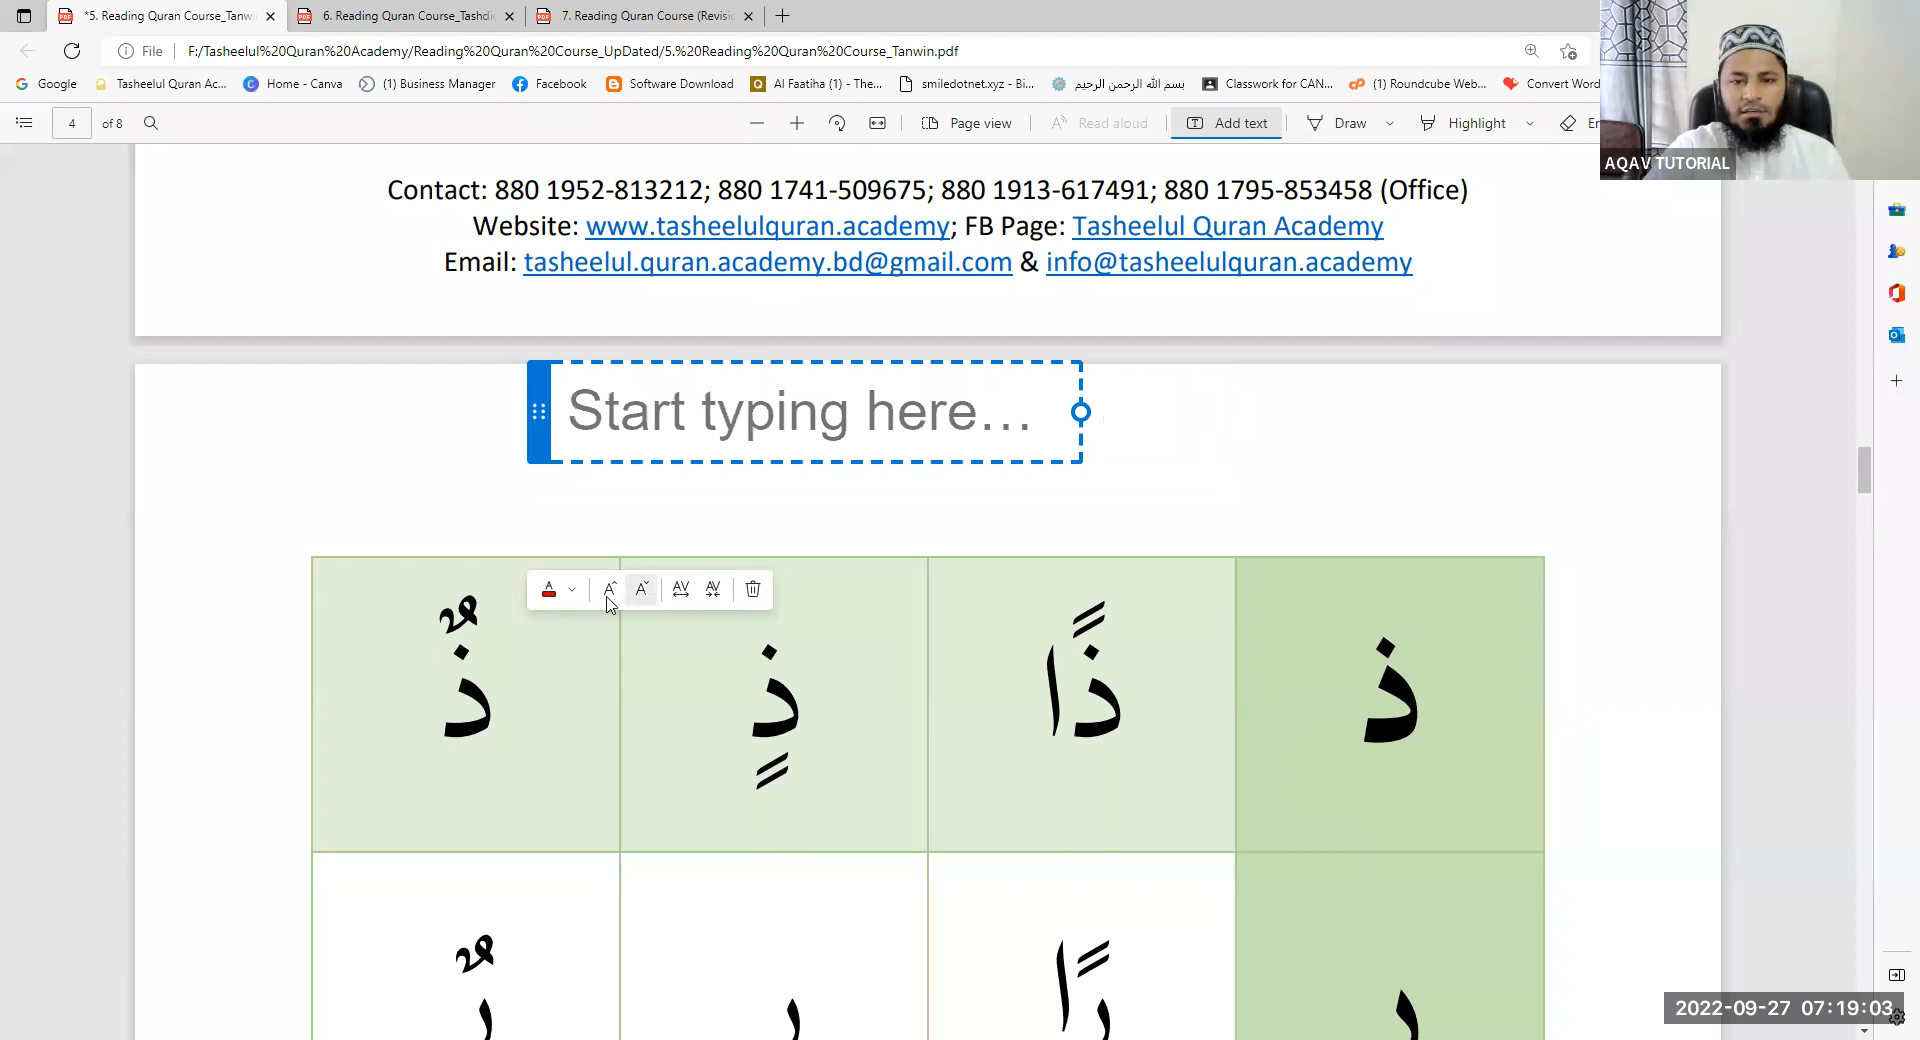 *5. Reading Quran Course_Tanwi
6. Reading Quran Course_Tashdi
7. Reading Quran Course (Revisi
File
F:/Tasheelul%20Quran%20Academy/Reading%20Quran%20Course_UpDated/5.%20Reading%20Quran%20Course_Tanwin.pdf
Google
Tasheelul Quran Ac...
Home - Canva
(1) Business Manager
Facebook
Software Download
Al Faatiha (1) - The...
smiledotnet.xyz - Bi...
بسم الله الرحمن الرحيم
Classwork for CAN...
(1) Roundcube Web...
Convert Word
4 of 8
Page view
Read aloud
Add text
Draw
Highlight
AQAV TUTORIAL
Contact: 880 1952-813212; 880 1741-509675; 880 1913-617491; 880 1795-853458 (Office)
Website: www.tasheelulquran.academy; FB Page: Tasheelul Quran Academy
Email: tasheelul.quran.academy.bd@gmail.com & info@tasheelulquran.academy
Start typing here...
ذ ذًا ذٍ ذٌ
ر رًا ر رٌ
2022-09-27 07:19:03